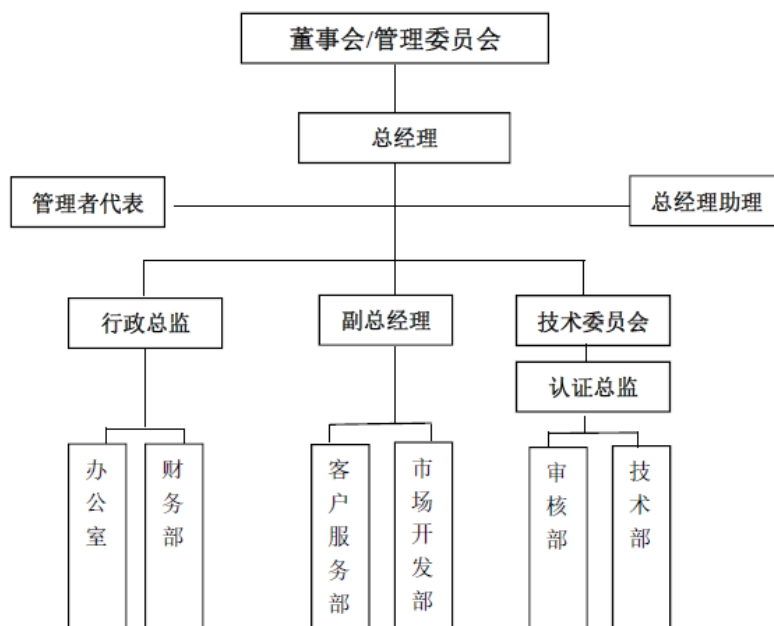 董事会/管理委员会
总经理
管理者代表
总经理助理
行政总监
副总经理
技术委员会
认证总监
办公室
财务部
客户服务部
市场开发部
审核部
技术部